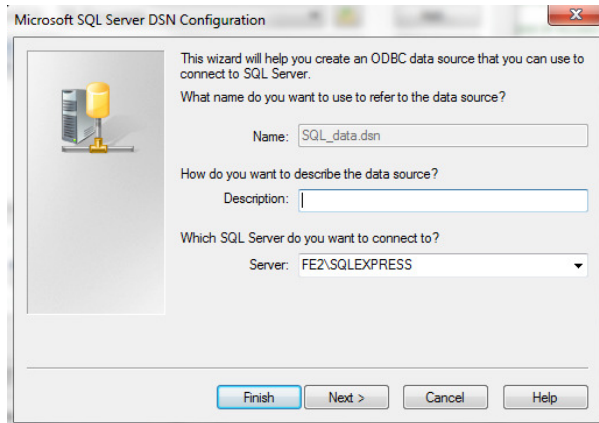 Microsoft SQL Server DSN Configuration
This wizard will help you create an ODBC data source that you can use to
connect to SQL Server.
What name do you want to use to refer to the data source?
Name: SQL_data.dsn
How do you want to describe the data source?
Description:
Which SQL Server do you want to connect to?
Server: FE2\SQLEXPRESS
Finish Next > Cancel Help